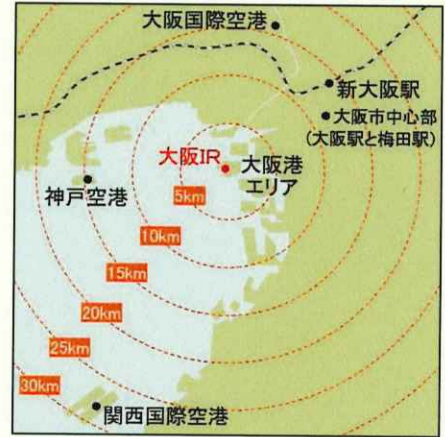 大阪国際空港
新大阪駅
大阪市中心部
(大阪駅と梅田駅)
大阪IR
大阪港
エリア
神戸空港
5km
10km
15km
20km
25km
30km
関西国際空港